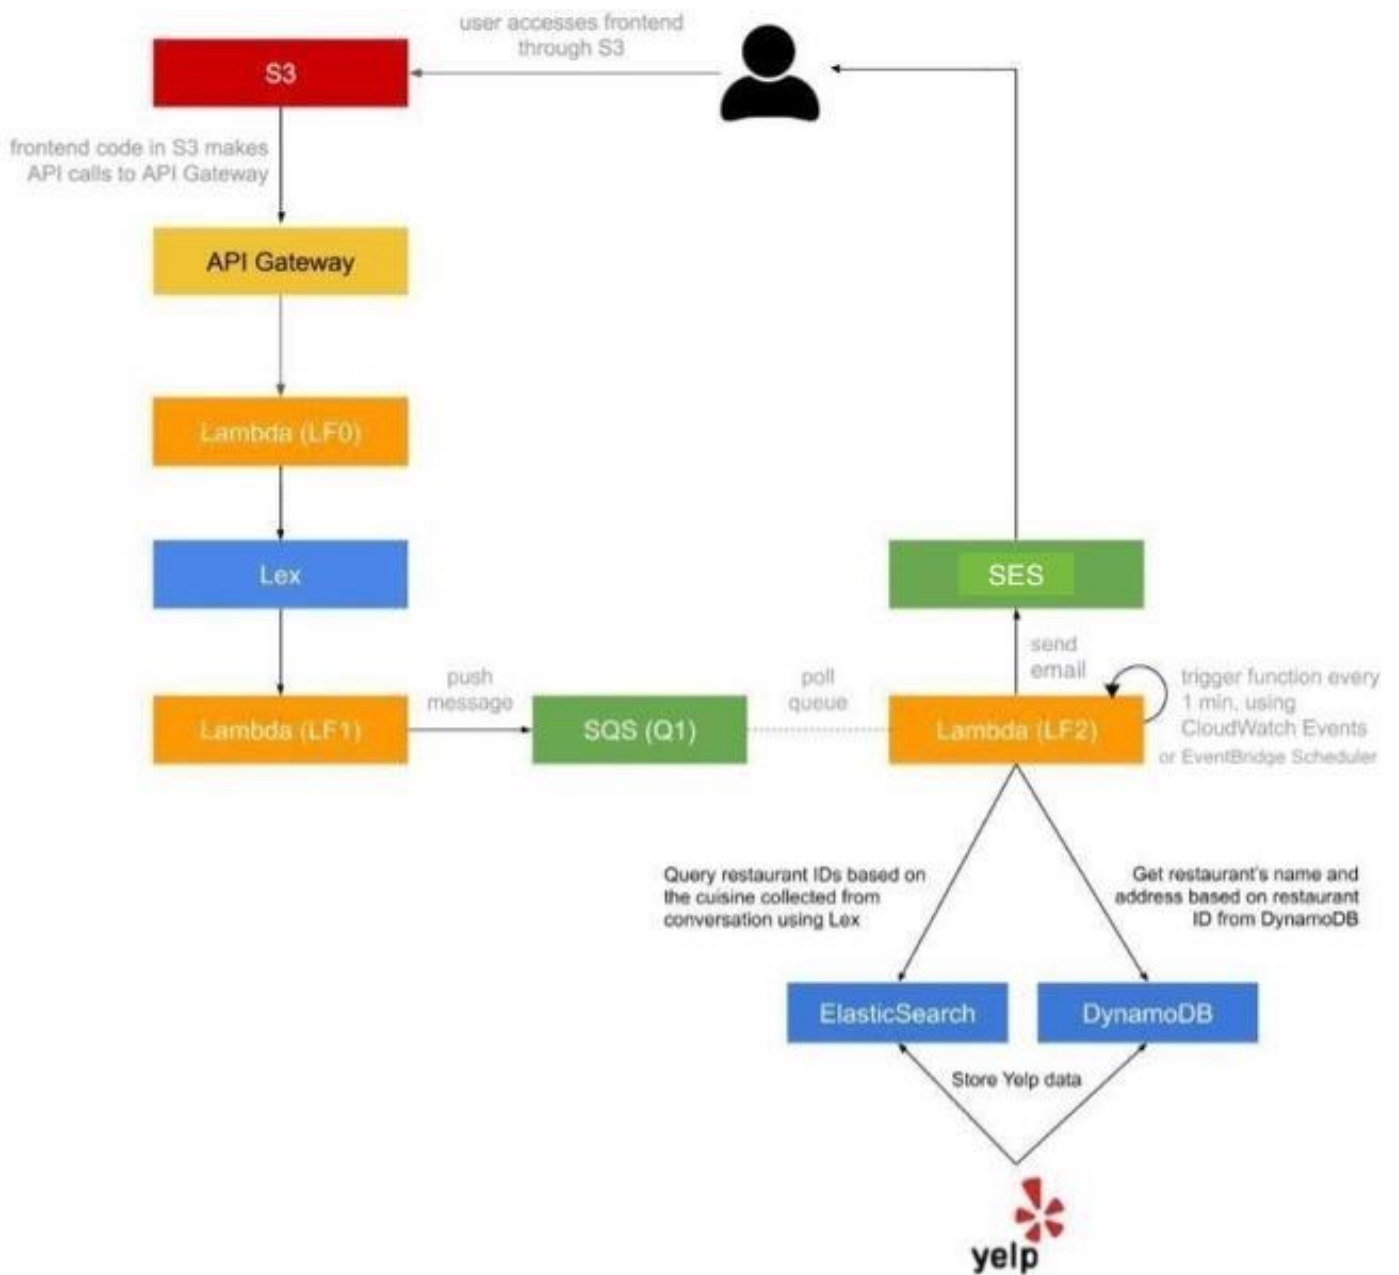 user accesses frontend
through S3
S3
frontend code in S3 makes
API calls to API Gateway
API Gateway
Lambda (LF0)
Lex
SES
send
email
push
message
poll
queue
trigger function every
1 min, using
CloudWatch Events
or EventBridge Scheduler
Lambda (LF1)
SQS (Q1)
Lambda (LF2)
Query restaurant IDs based on
the cuisine collected from
conversation using Lex
Get restaurant's name and
address based on restaurant
ID from DynamoDB
ElasticSearch
DynamoDB
Store Yelp data
yelp